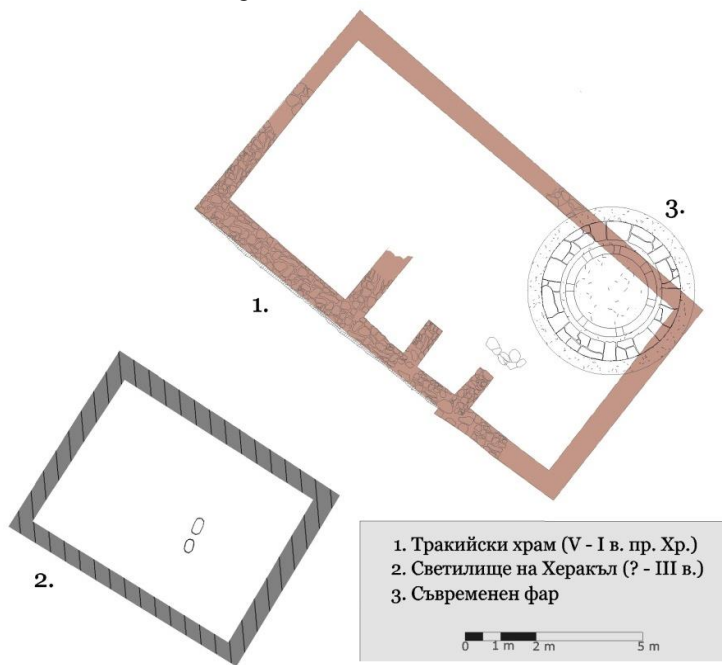 3.
1.
2.
1. Тракийски храм (V - I в. пр. Хр.)
2. Светилище на Херакъл (? - III в.)
3. Съвременен фар
0 1 m 2 m 5 m